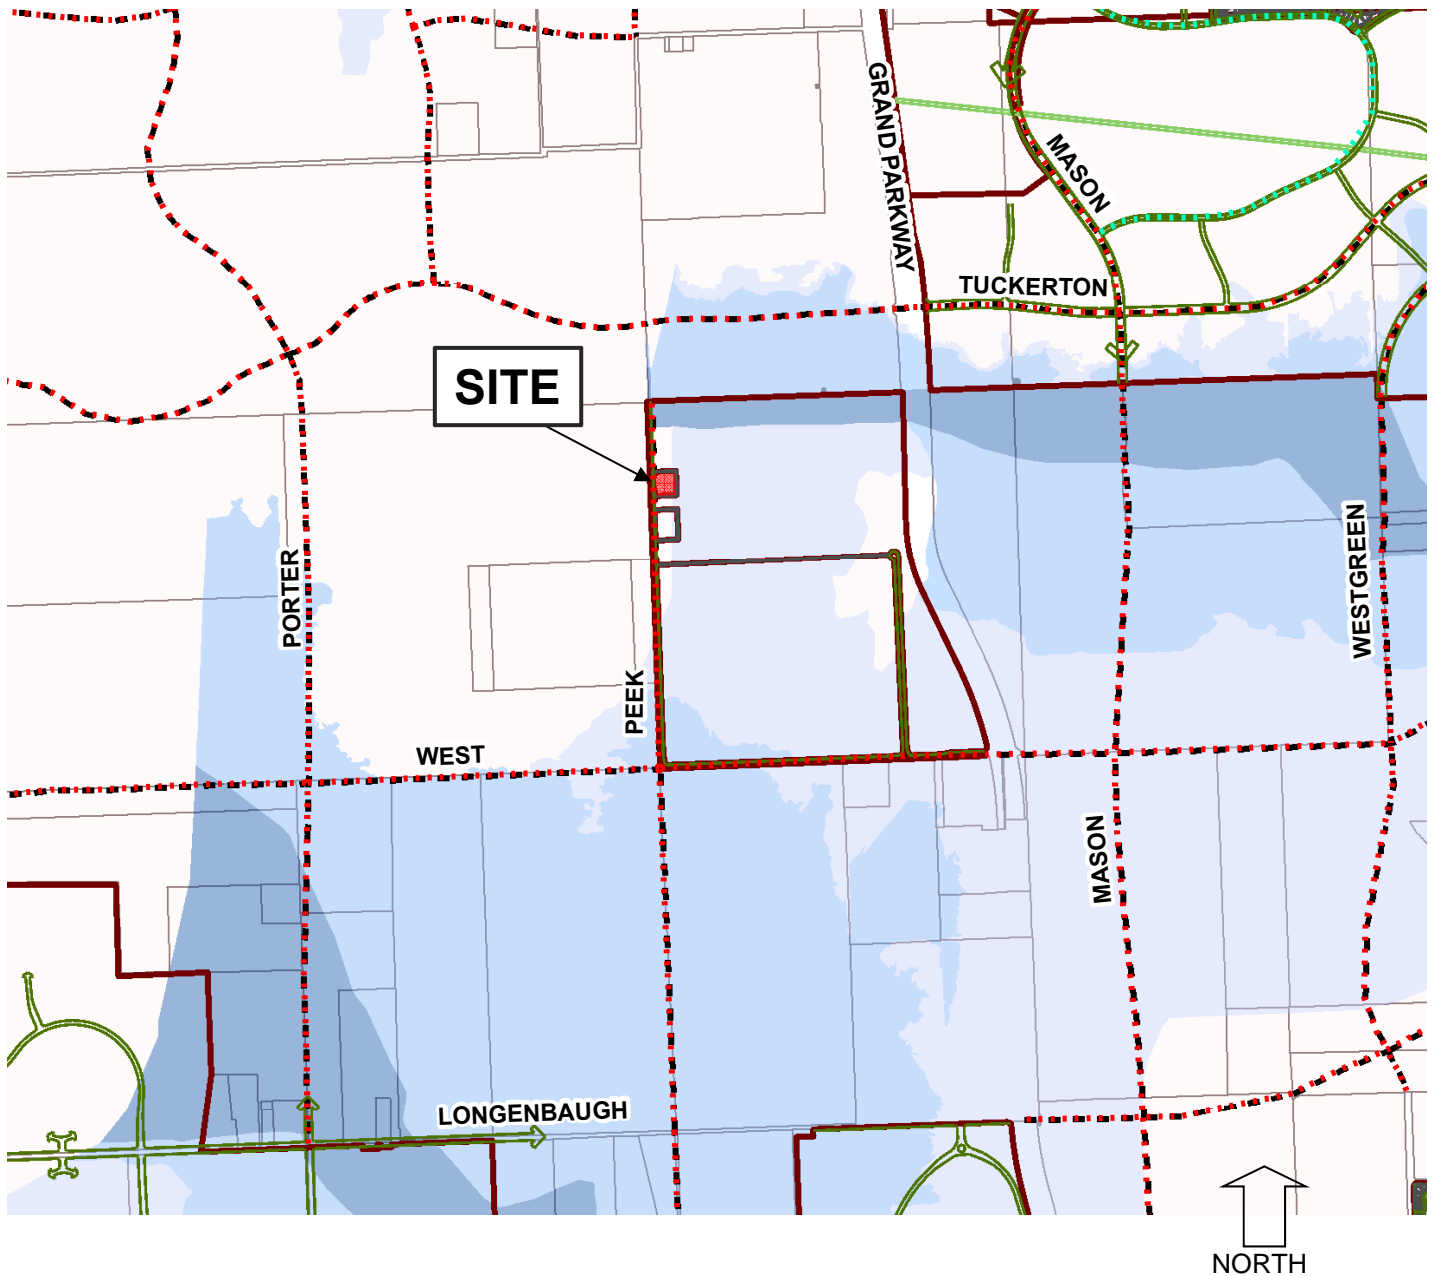 GRAND PARKWAY
MASON
TUCKERTON
SITE
PORTER
WESTGREEN
PEEK
WEST
MASON
LONGENBAUGH
NORTH